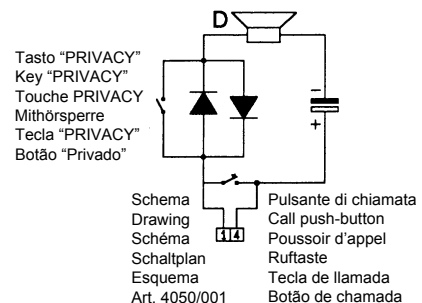 D
Tasto “PRIVACY”
Key “PRIVACY”
Touche PRIVACY
Mithörsperre
Tecla “PRIVACY”
Botão “Privado”
–
+
1 4
Schema
Drawing
Schéma
Schaltplan
Esquema
Art. 4050/001
Pulsante di chiamata
Call push-button
Poussoir d'appel
Ruftaste
Tecla de llamada
Botão de chamada